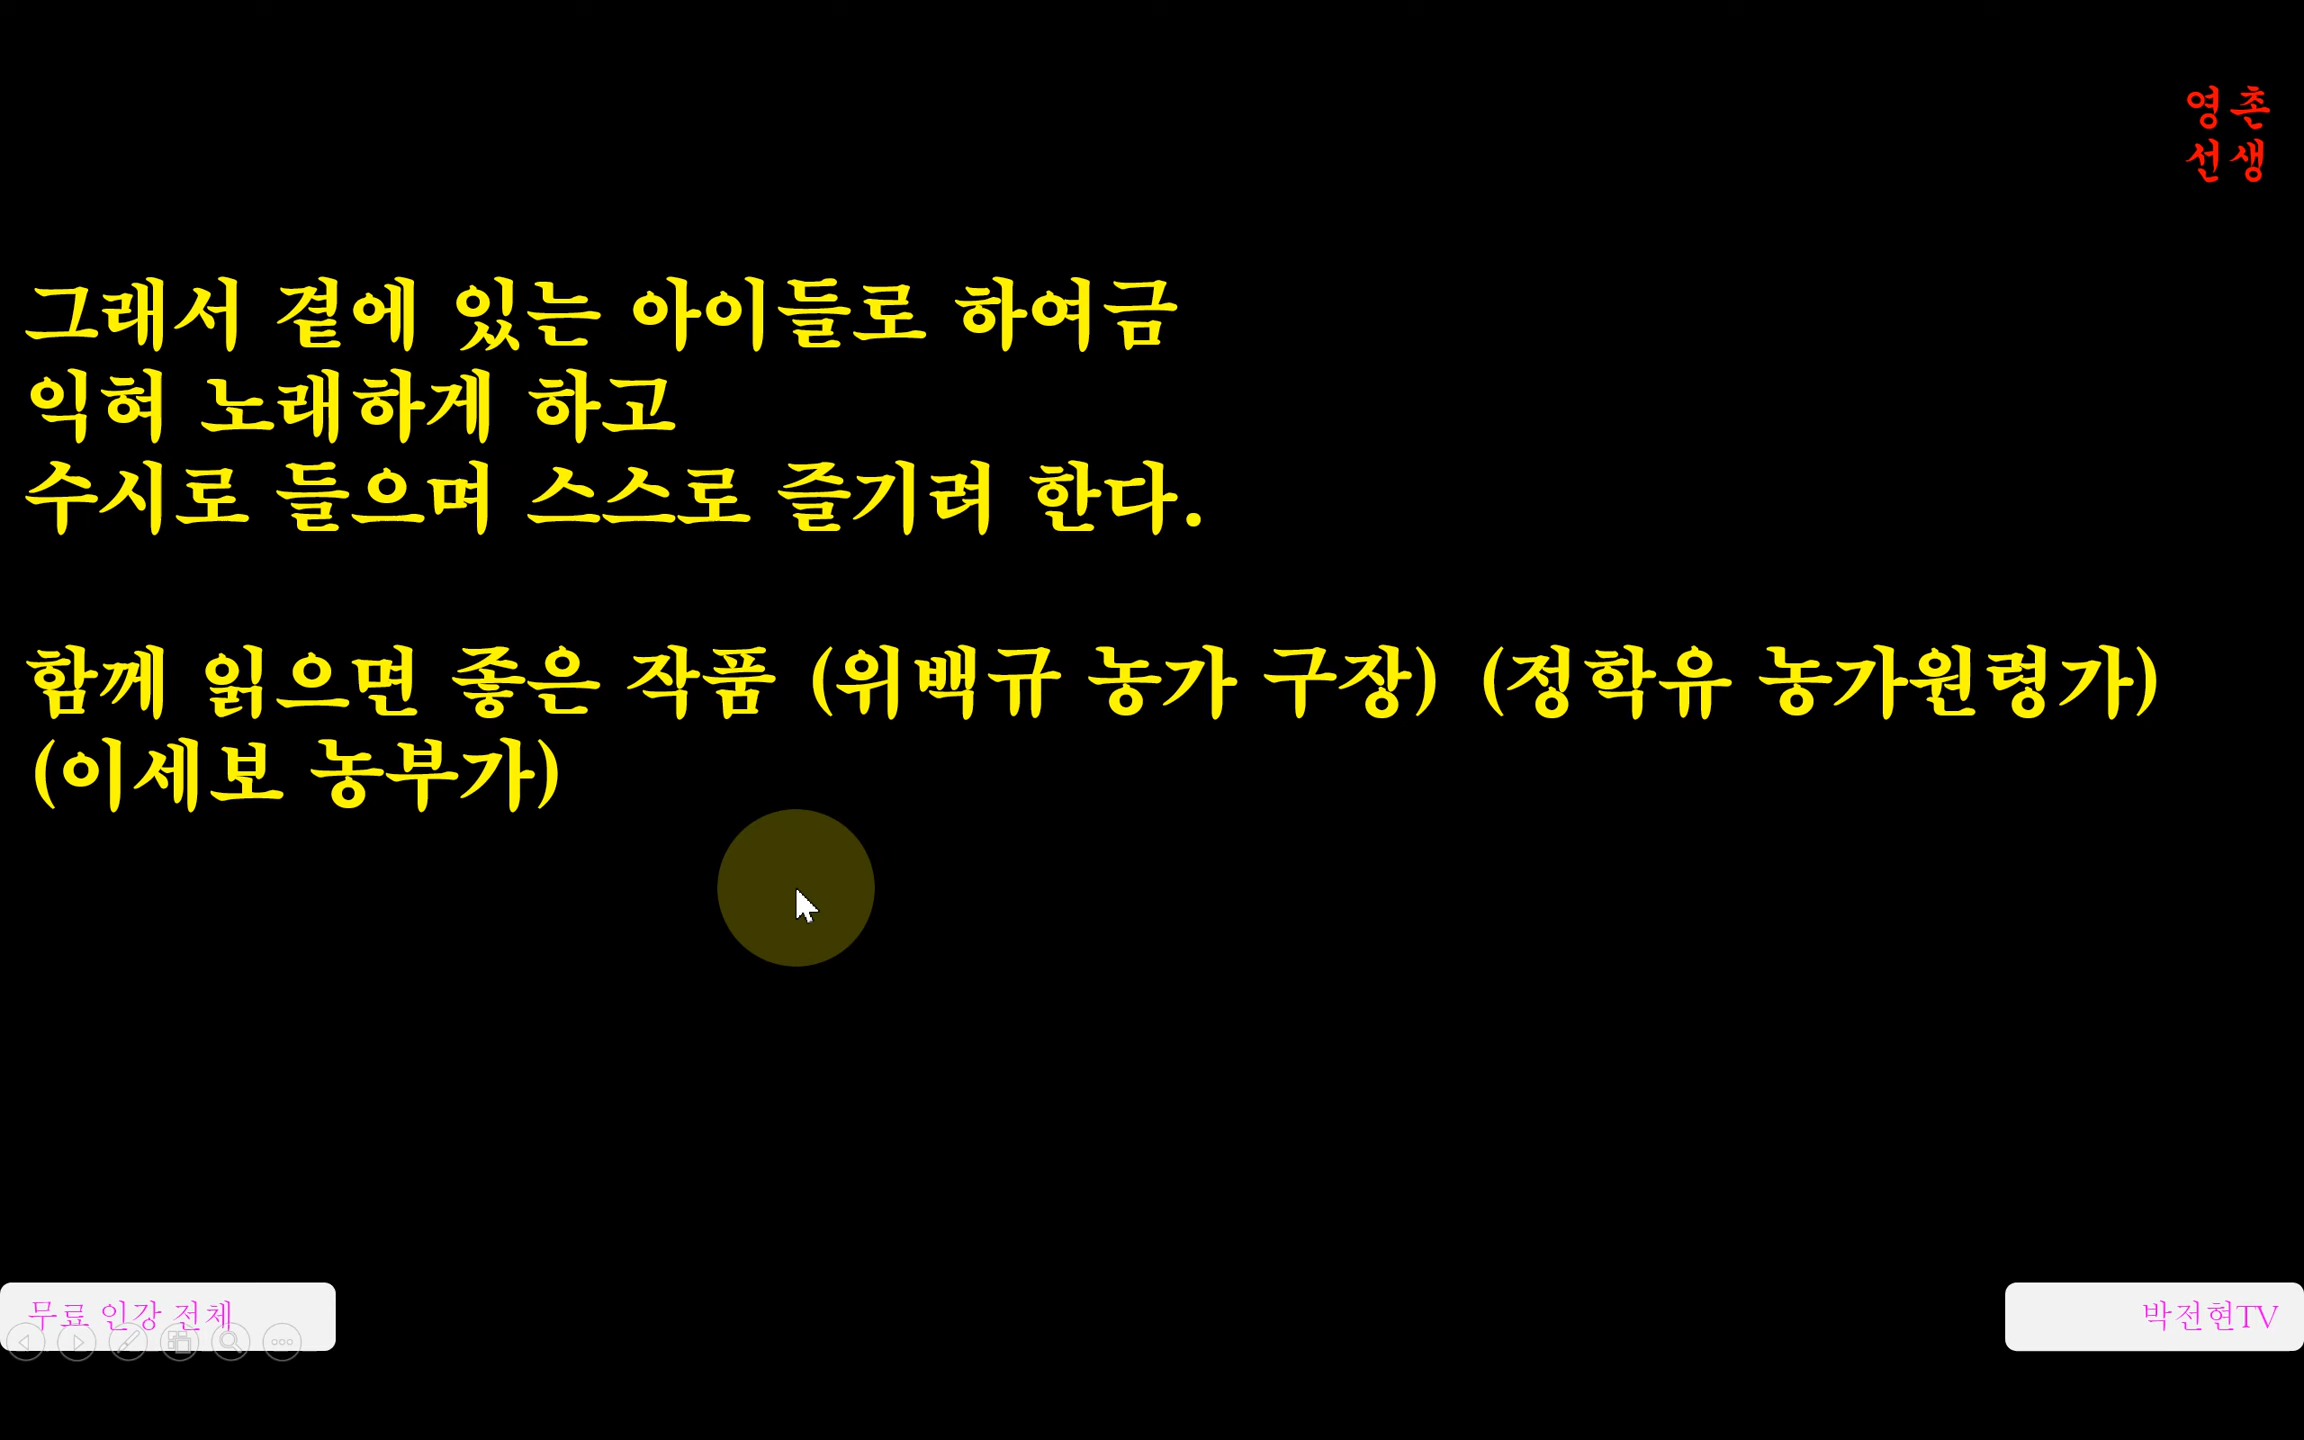 영촌
선생
그래서 곁에 있는 아이들로 하여금
익혀 노래하게 하고
수시로 들으며 스스로 즐기려 한다.
함께 읽으면 좋은 작품 (위백규 농가 구장) (정학유 농가원령가)
(이세보 농부가)
무료 인강 전체
박전현TV